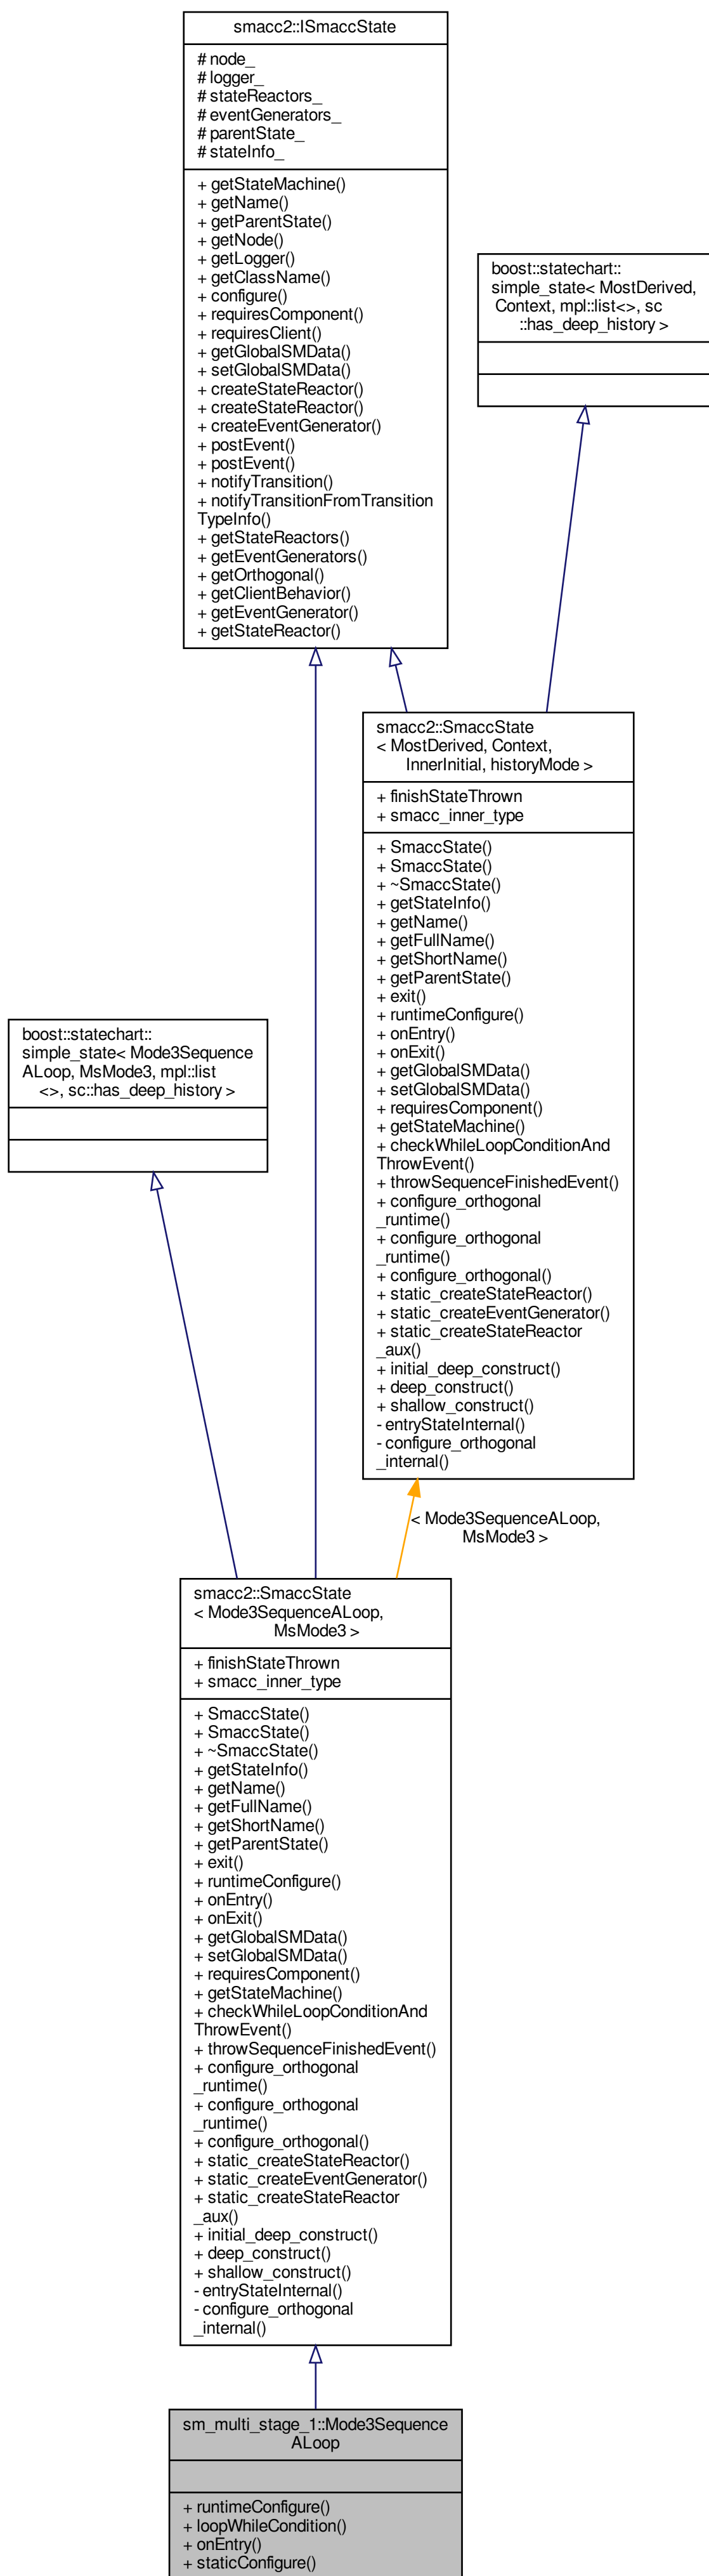 smacc2::ISmaccState
# node_
# logger_
# stateReactors_
# eventGenerators_
# parentState_
# stateInfo_
+ getStateMachine()
+ getName()
+ getParentState()
+ getNode()
+ getLogger()
+ getClassName()
+ configure()
+ requiresComponent()
+ requiresClient()
+ getGlobalSMData()
+ setGlobalSMData()
+ createStateReactor()
+ createStateReactor()
+ createEventGenerator()
+ postEvent()
+ postEvent()
+ notifyTransition()
+ notifyTransitionFromTransition
TypeInfo()
+ getStateReactors()
+ getEventGenerators()
+ getOrthogonal()
+ getClientBehavior()
+ getEventGenerator()
+ getStateReactor()
boost::statechart::
simple_state< MostDerived,
Context, mpl::list<>, sc
::has_deep_history >
smacc2::SmaccState
< MostDerived, Context,
InnerInitial, historyMode >
+ finishStateThrown
+ smacc_inner_type
+ SmaccState()
+ SmaccState()
+ ~SmaccState()
+ getStateInfo()
+ getName()
+ getFullName()
+ getShortName()
+ getParentState()
+ exit()
+ runtimeConfigure()
+ onEntry()
+ onExit()
+ getGlobalSMData()
+ setGlobalSMData()
+ requiresComponent()
+ getStateMachine()
+ checkWhileLoopConditionAnd
ThrowEvent()
+ throwSequenceFinishedEvent()
+ configure_orthogonal
_runtime()
+ configure_orthogonal
_runtime()
+ configure_orthogonal()
+ static_createStateReactor()
+ static_createEventGenerator()
+ static_createStateReactor
_aux()
+ initial_deep_construct()
+ deep_construct()
+ shallow_construct()
- entryStateInternal()
- configure_orthogonal
_internal()
boost::statechart::
simple_state< Mode3Sequence
ALoop, MsMode3, mpl::list
<>, sc::has_deep_history >
< Mode3SequenceALoop,
MsMode3 >
smacc2::SmaccState
< Mode3SequenceALoop,
MsMode3 >
+ finishStateThrown
+ smacc_inner_type
+ SmaccState()
+ SmaccState()
+ ~SmaccState()
+ getStateInfo()
+ getName()
+ getFullName()
+ getShortName()
+ getParentState()
+ exit()
+ runtimeConfigure()
+ onEntry()
+ onExit()
+ getGlobalSMData()
+ setGlobalSMData()
+ requiresComponent()
+ getStateMachine()
+ checkWhileLoopConditionAnd
ThrowEvent()
+ throwSequenceFinishedEvent()
+ configure_orthogonal
_runtime()
+ configure_orthogonal
_runtime()
+ configure_orthogonal()
+ static_createStateReactor()
+ static_createEventGenerator()
+ static_createStateReactor
_aux()
+ initial_deep_construct()
+ deep_construct()
+ shallow_construct()
- entryStateInternal()
- configure_orthogonal
_internal()
sm_multi_stage_1::Mode3Sequence
ALoop
+ runtimeConfigure()
+ loopWhileCondition()
+ onEntry()
+ staticConfigure()